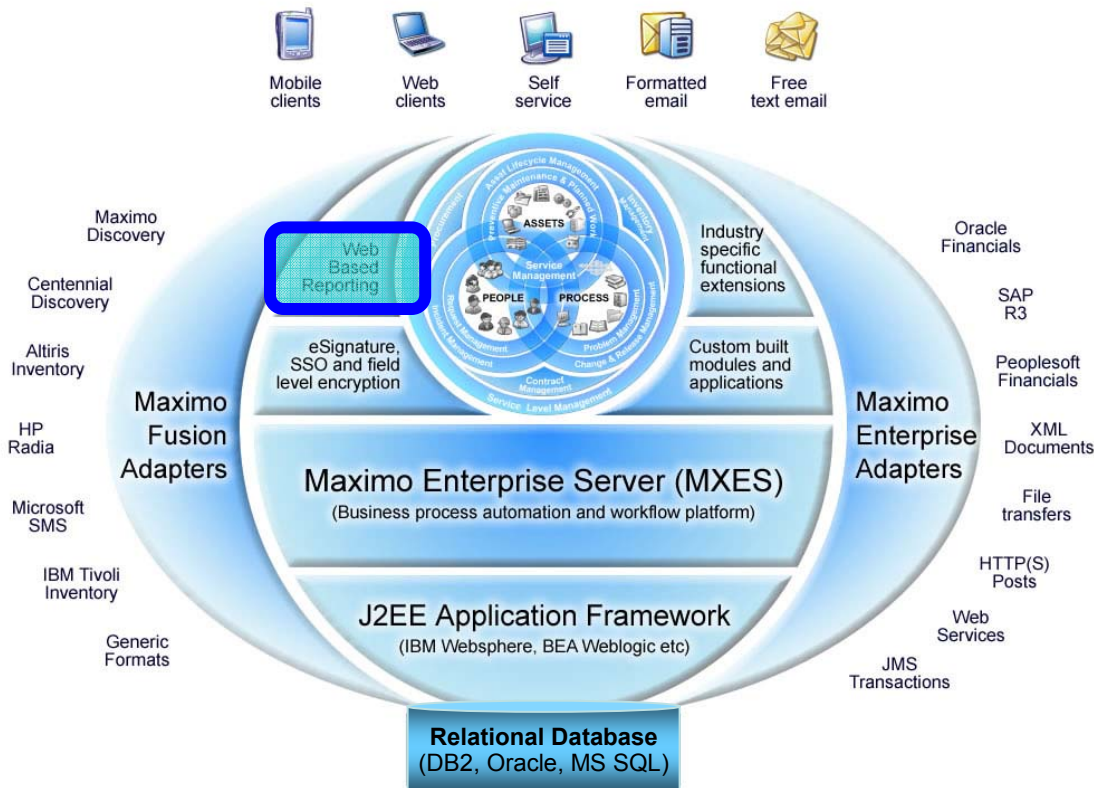 Mobile
clients
Web
clients
Self
service
Formatted
email
Free
text email
Maximo
Discovery
Centennial
Discovery
Altiris
Inventory
HP
Radia
Microsoft
SMS
IBM Tivoli
Inventory
Generic
Formats
Maximo
Fusion
Adapters
Web
Based
Reporting
eSignature,
SSO and field
level encryption
Asset Lifecycle Management
Preventive Maintenance & Planned Work
Procurement
Inventory
Management
ASSETS
Service
Management
PEOPLE
PROCESS
Request Management
Incident Management
Problem Management
Change & Release Management
Contract
Management
Service Level Management
Industry
specific
functional
extensions
Custom built
modules and
applications
Maximo Enterprise Server (MXES)
(Business process automation and workflow platform)
J2EE Application Framework
(IBM Websphere, BEA Weblogic etc)
Relational Database
(DB2, Oracle, MS SQL)
Maximo
Enterprise
Adapters
Oracle
Financials
SAP
R3
Peoplesoft
Financials
XML
Documents
File
transfers
HTTP(S)
Posts
Web
Services
JMS
Transactions